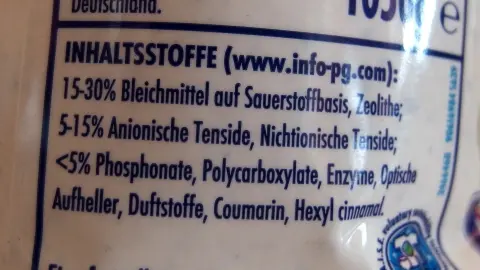 Deutschland.
e
INHALTSSTOFFE (www.info-pg.com):
15-30% Bleichmittel auf Sauerstoffbasis, Zeolithe;
5-15% Anionische Tenside, Nichtionische Tenside;
<5% Phosphonate, Polycarboxylate, Enzyme, Optische
Aufheller, Duftstoffe, Coumarin, Hexyl cinnamal.